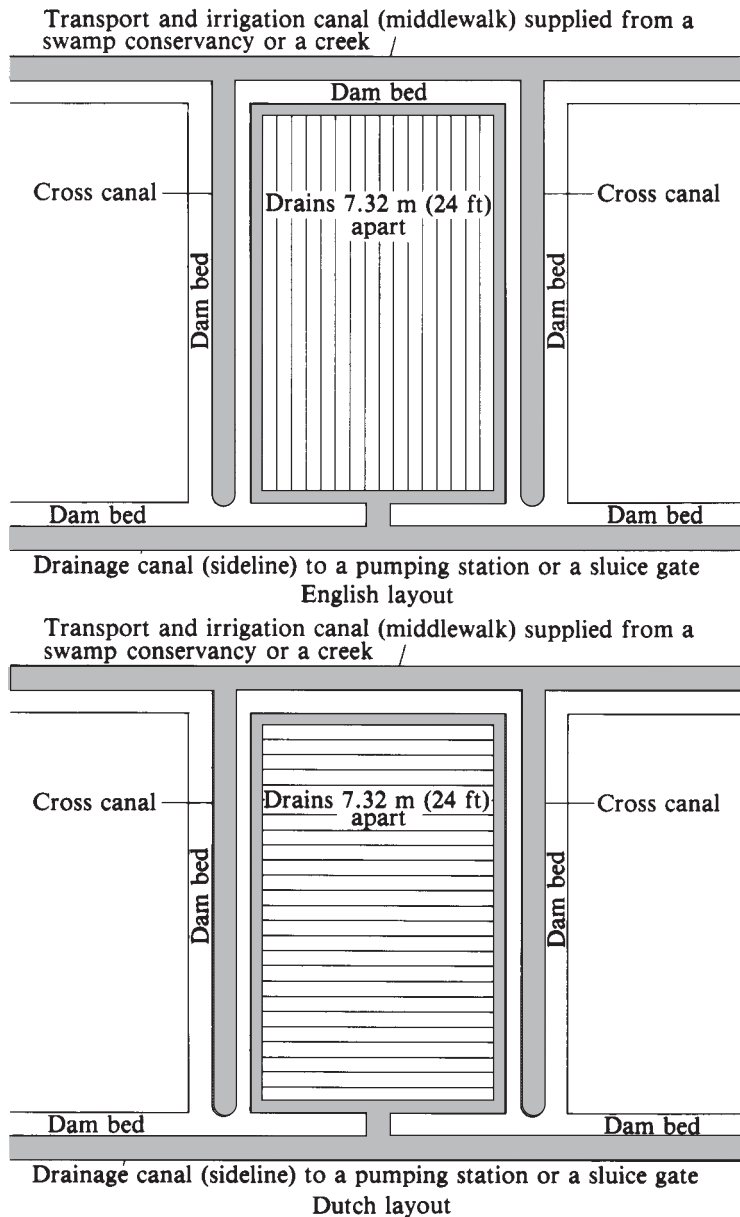 Transport and irrigation canal (middlewalk) supplied from a
swamp conservancy or a creek
Dam bed
Cross canal
Drains 7.32 m (24 ft)
apart
Cross canal
Dam bed
Dam bed
Dam bed
Dam bed
Drainage canal (sideline) to a pumping station or a sluice gate
English layout
Transport and irrigation canal (middlewalk) supplied from a
swamp conservancy or a creek
Cross canal
Drains 7.32 m (24 ft)
apart
Cross canal
Dam bed
Dam bed
Dam bed
Dam bed
Drainage canal (sideline) to a pumping station or a sluice gate
Dutch layout